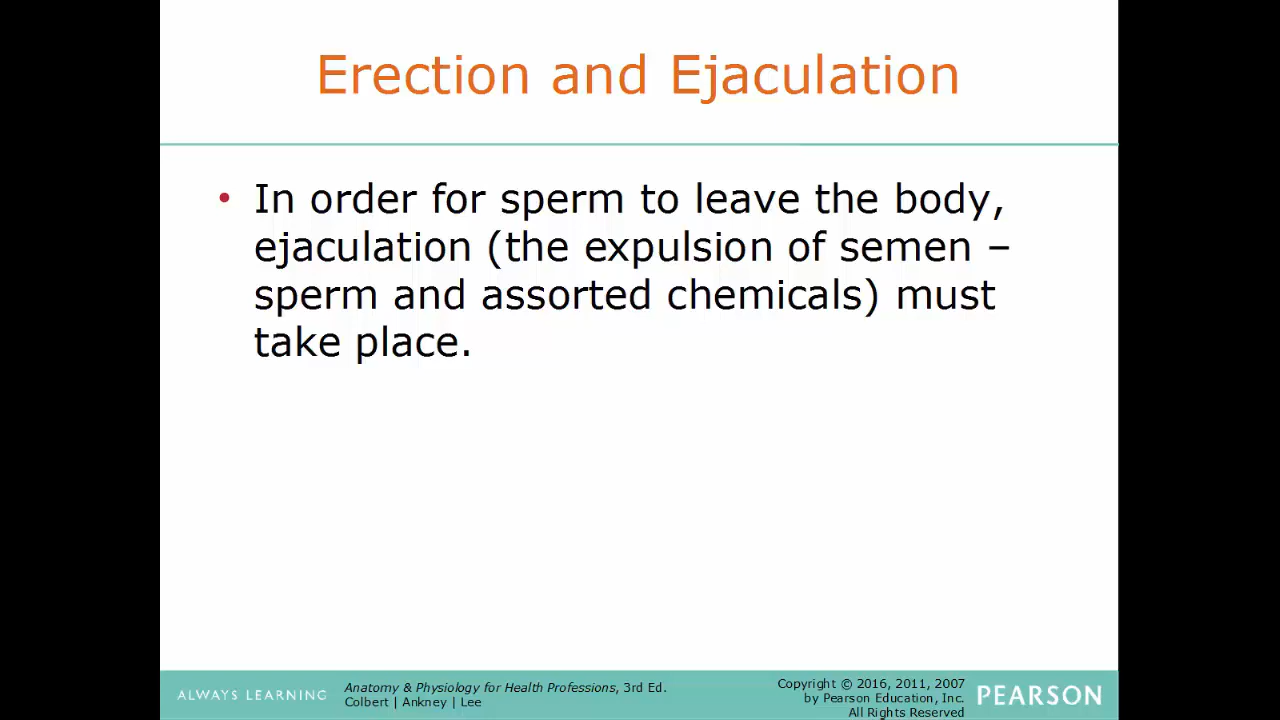 Erection and Ejaculation
• In order for sperm to leave the body,
ejaculation (the expulsion of semen –
sperm and assorted chemicals) must
take place.
ALWAYS LEARNING
Anatomy & Physiology for Health Professions, 3rd Ed.
Colbert | Ankney | Lee
Copyright © 2016, 2011, 2007
by Pearson Education, Inc.
All Rights Reserved
PEARSON